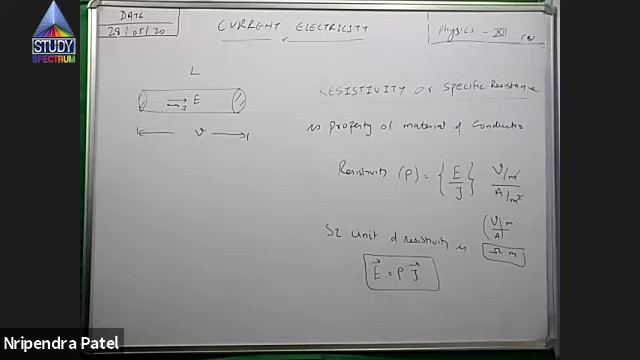 STUDY
SPECTRUM
DATE
29/05/20
CURRENT ELECTRICITY
Physics - XII
L
E
J
V
RESISTIVITY or Specific Resistance
is property of material of Conductor
Resistivity (ρ) = { E / J } V/m / A/m²
(V/A) m
SI unit of resistivity is Ω m
E⃗ = ρ J⃗
Nripendra Patel